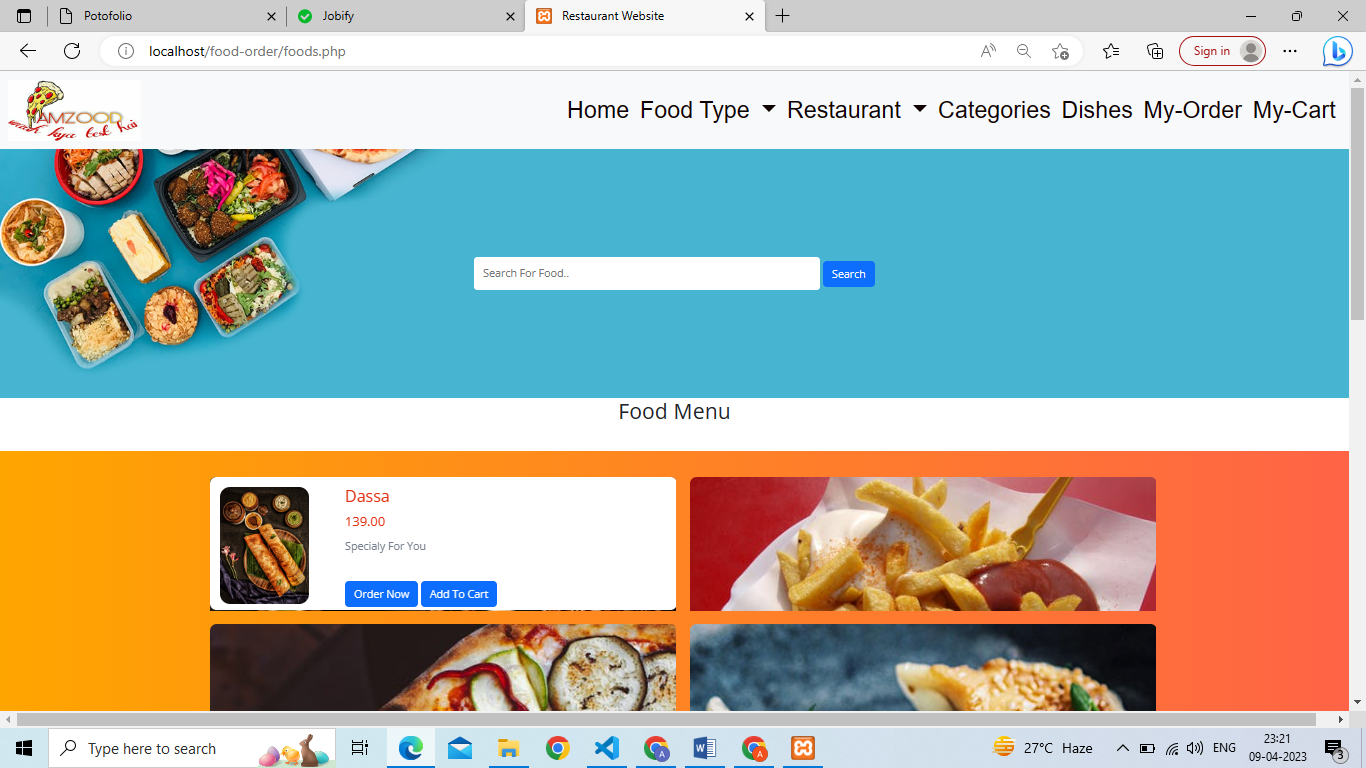 Potofolio
Jobify
Restaurant Website
localhost/food-order/foods.php
Sign in
AMZOOD
Home Food Type Restaurant Categories Dishes My-Order My-Cart
Search For Food..
Search
Food Menu
Dassa
139.00
Specialy For You
Order Now
Add To Cart
Type here to search
27°C Haze
ENG
23:21
09-04-2023
3